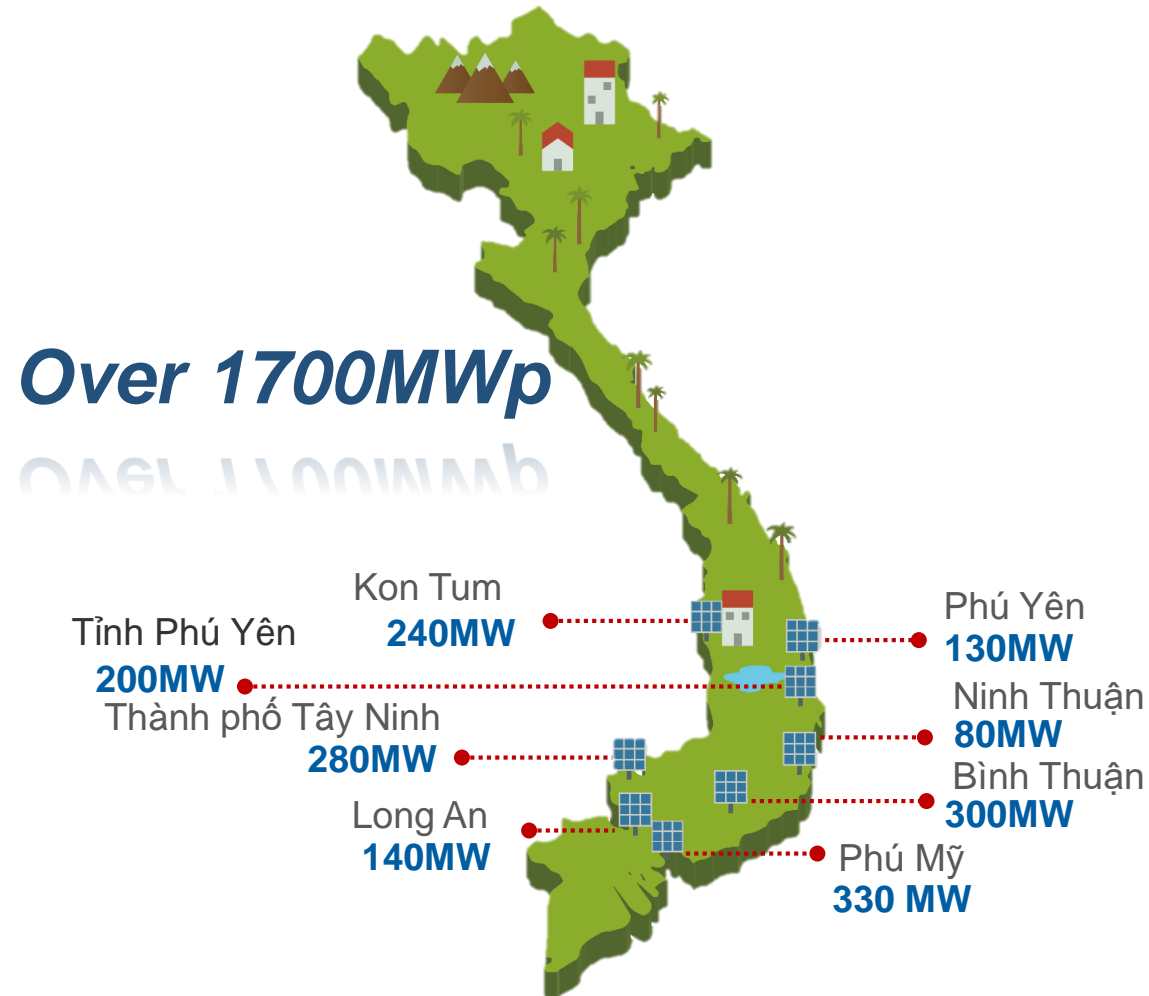 Over 1700MWp
Kon Tum
240MW
Tỉnh Phú Yên
200MW
Thành phố Tây Ninh
280MW
Long An
140MW
Phú Yên
130MW
Ninh Thuận
80MW
Bình Thuận
300MW
Phú Mỹ
330 MW